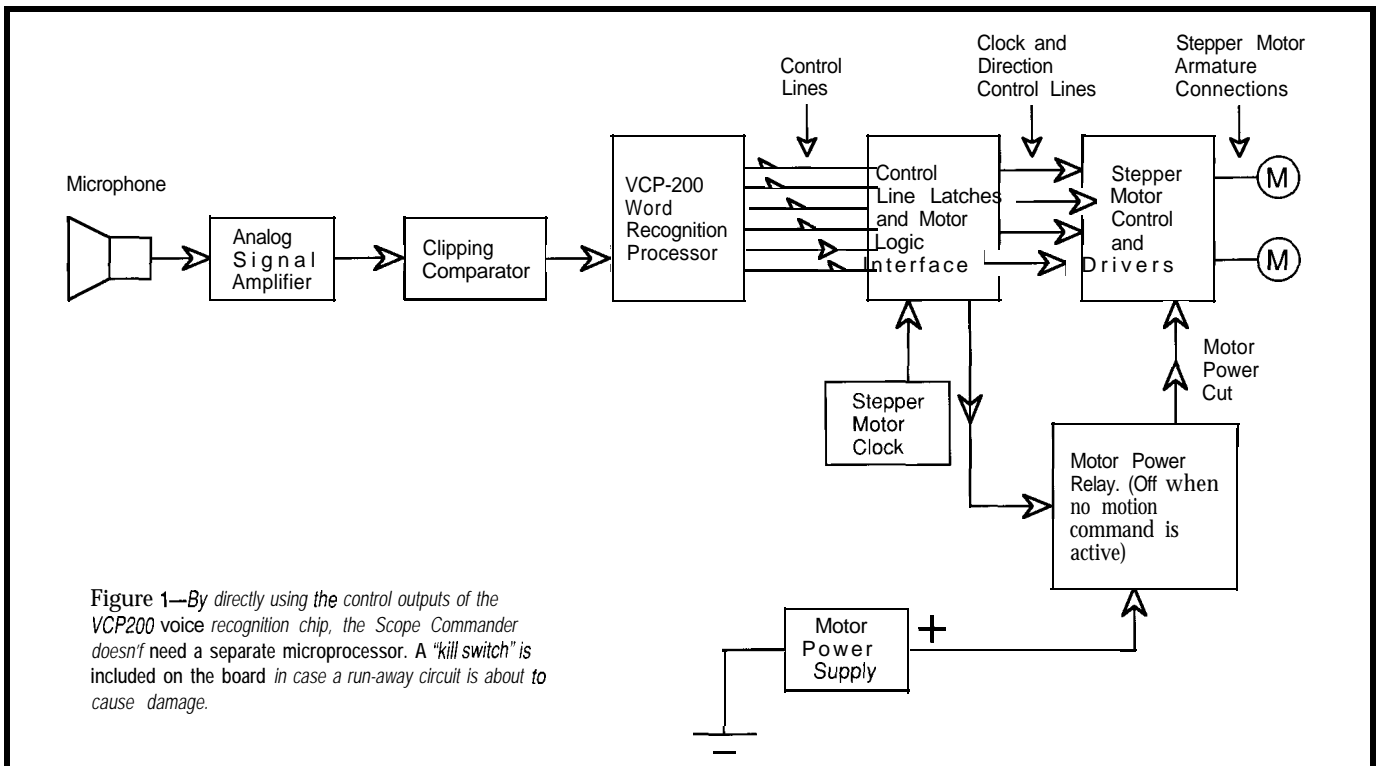 Microphone
Analog
Signal
Amplifier
Clipping
Comparator
VCP-200
Word
Recognition
Processor
Control
Lines
Control
Line Latches
and Motor
Logic
Interface
Clock and
Direction
Control Lines
Stepper
Motor
Control
and
Drivers
Stepper Motor
Armature
Connections
M
M
Stepper
Motor
Clock
Motor
Power
Cut
Motor Power
Relay. (Off when
no motion
command is
active)
Motor
Power
Supply
+
—
Figure 1—By directly using the control outputs of the
VCP200 voice recognition chip, the Scope Commander
doesn'f need a separate microprocessor. A "kill switch" is
included on the board in case a run-away circuit is about to
cause damage.